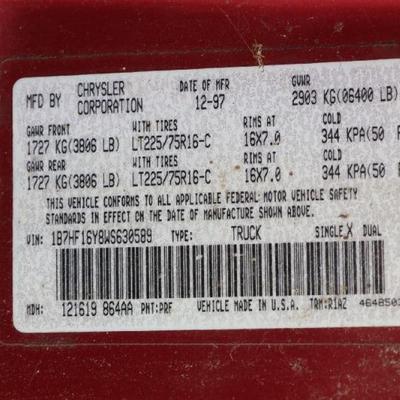 MFD BY CHRYSLER CORPORATION DATE OF MFR 12-97 GVWR 2903 KG(06400 LB)
GAWR FRONT WITH TIRES RIMS AT COLD
1727 KG(3806 LB) LT225/75R16-C 16X7.0 344 KPA(50
GAWR REAR WITH TIRES RIMS AT COLD
1727 KG(3806 LB) LT225/75R16-C 16X7.0 344 KPA(50
THIS VEHICLE CONFORMS TO ALL APPLICABLE FEDERAL MOTOR VEHICLE SAFETY
STANDARDS IN EFFECT ON THE DATE OF MANUFACTURE SHOWN ABOVE.
VIN: 1B7HF16Y8WS630589 TYPE: TRUCK SINGLE X DUAL
MDH: 121619 864AA PNT:PRF VEHICLE MADE IN U.S.A. TRM:R1AZ